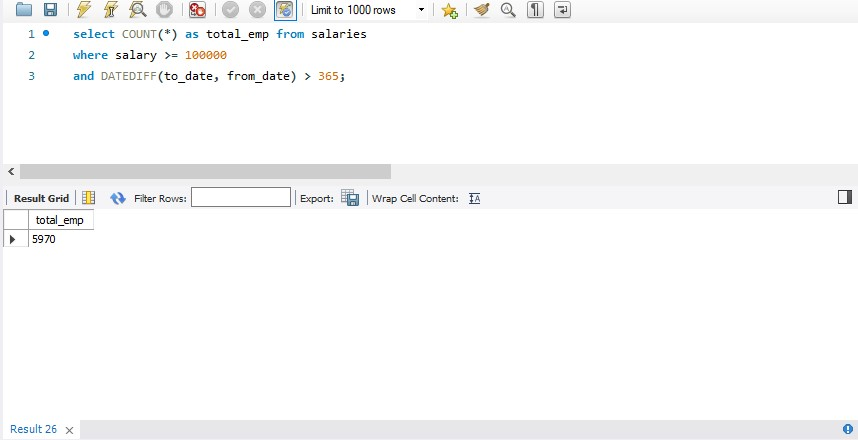 Limit to 1000 rows
1 select COUNT(*) as total_emp from salaries
2 where salary >= 100000
3 and DATEDIFF(to_date, from_date) > 365;
Result Grid Filter Rows: Export: Wrap Cell Content:
total_emp
5970
Result 26